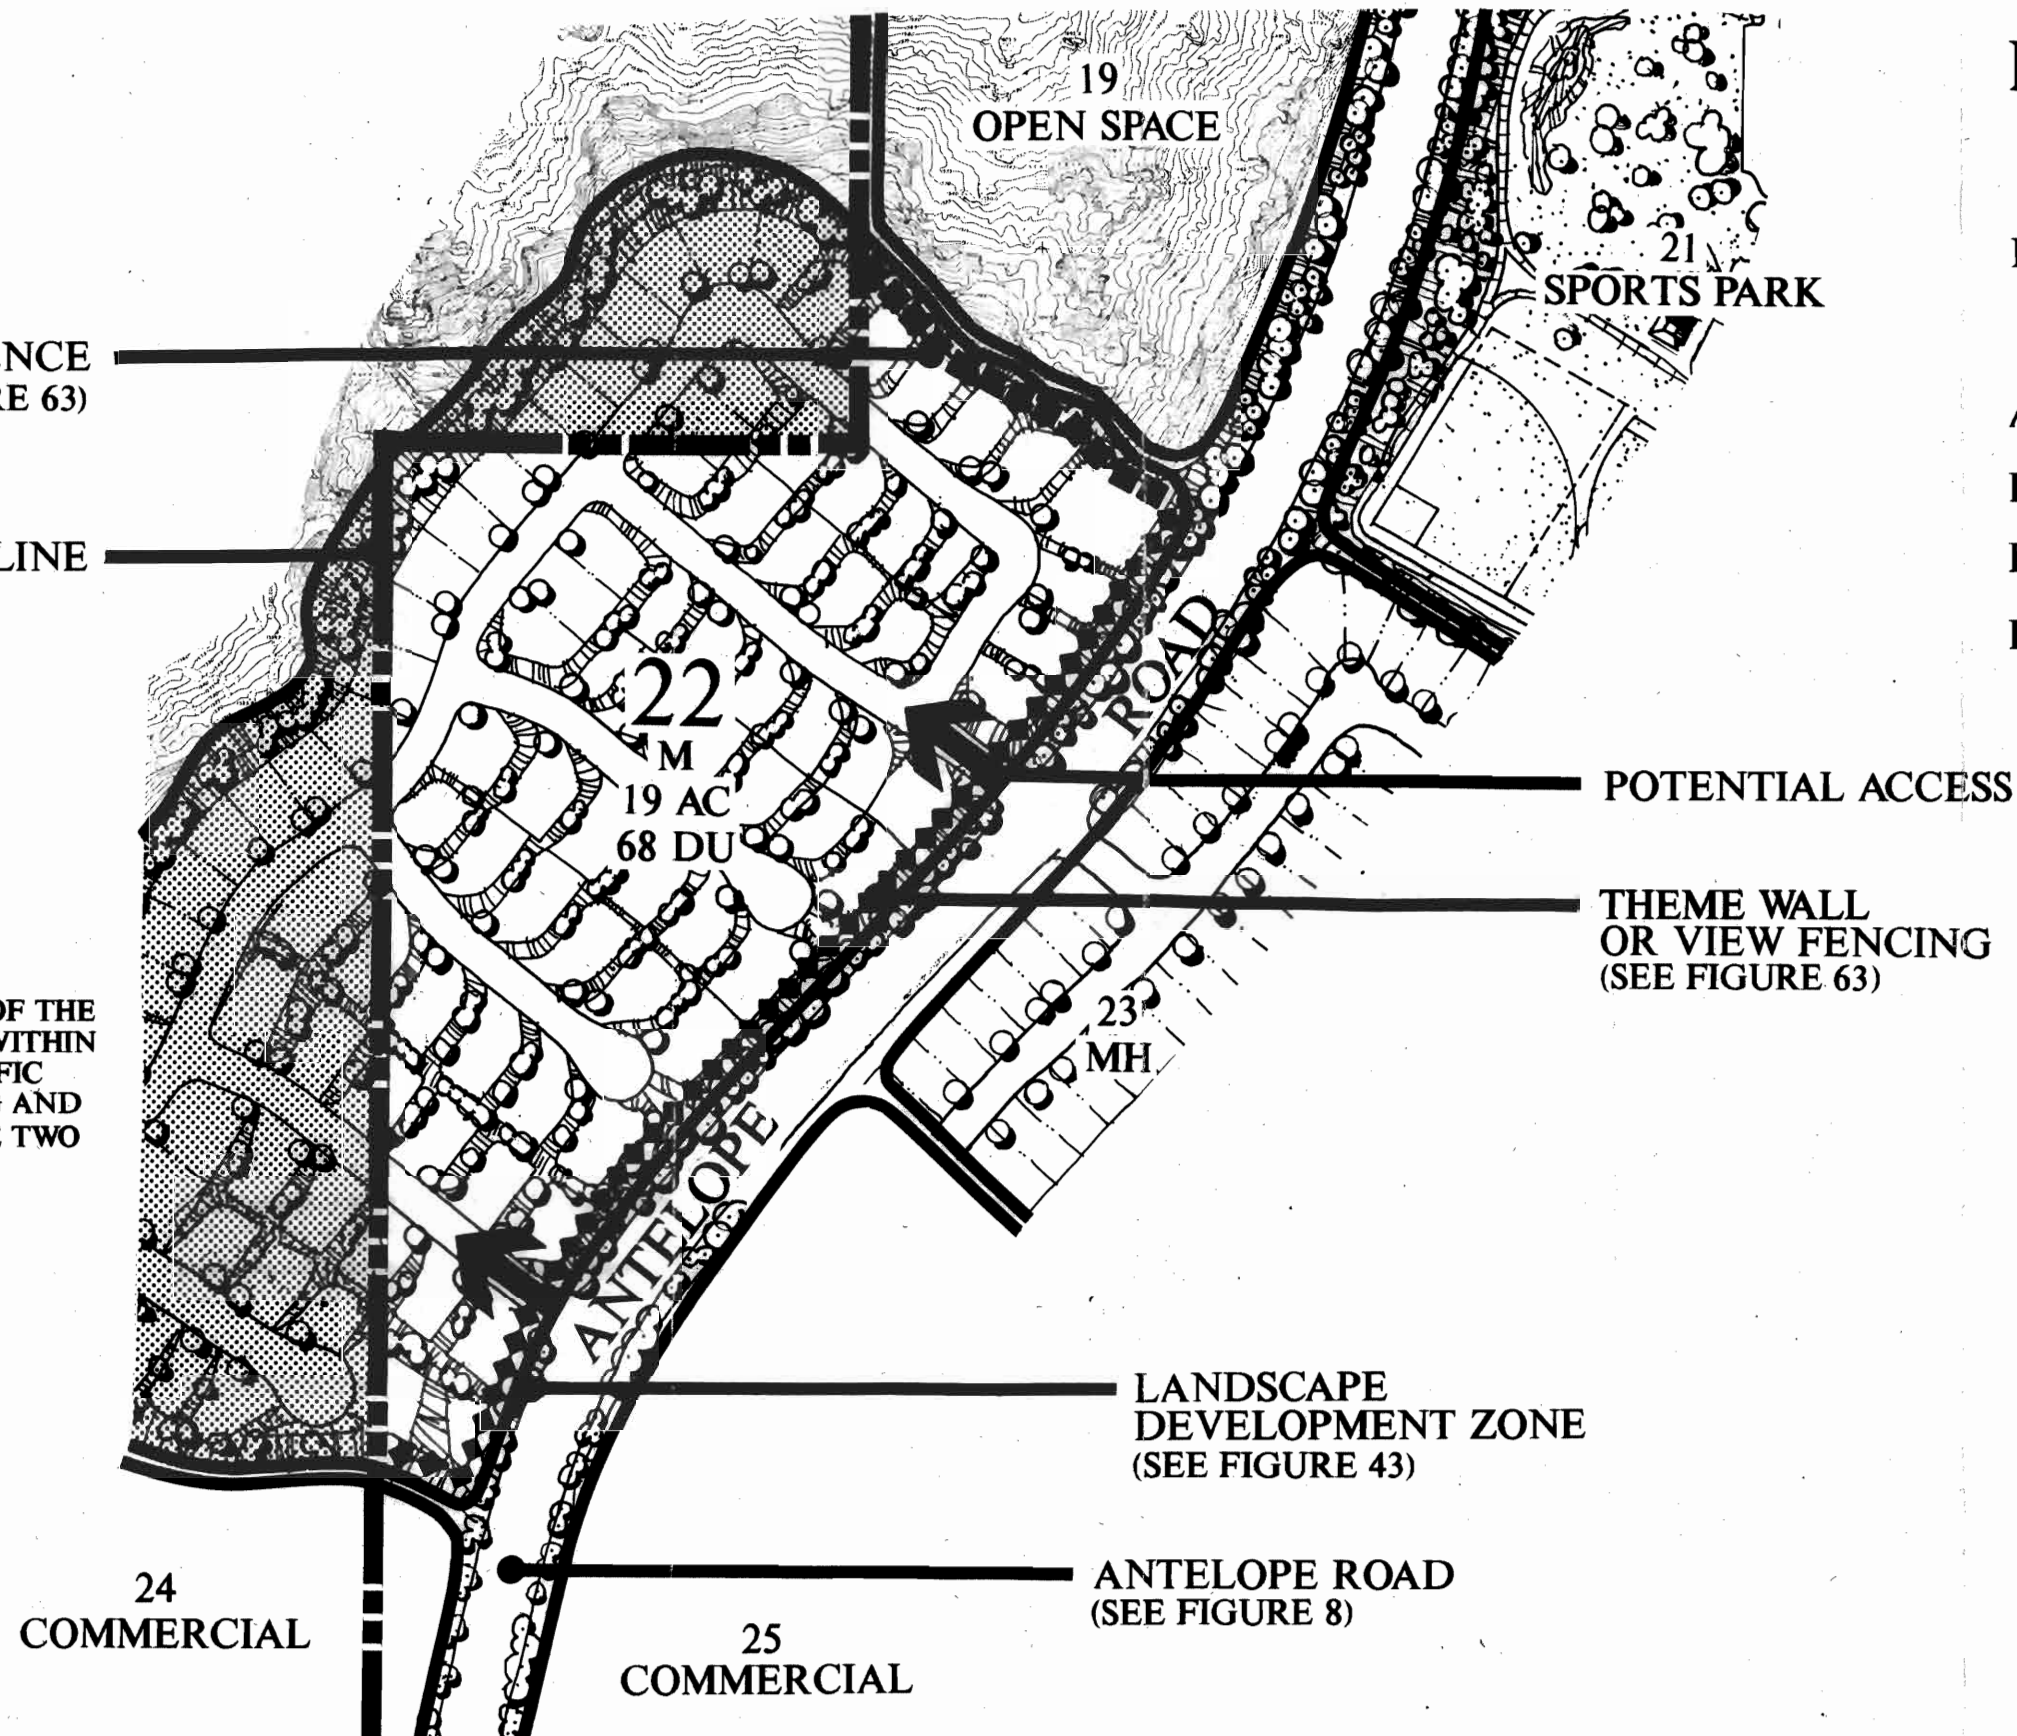 19
OPEN SPACE
21
SPORTS PARK
NCE
RE 63)
LINE
ROAD
22
M
19 AC
68 DU
POTENTIAL ACCESS
THEME WALL
OR VIEW FENCING
(SEE FIGURE 63)
OF THE
WITHIN
FIC
AND
TWO
23
MH
ANTELOPE
LANDSCAPE
DEVELOPMENT ZONE
(SEE FIGURE 43)
ANTELOPE ROAD
(SEE FIGURE 8)
24
COMMERCIAL
25
COMMERCIAL